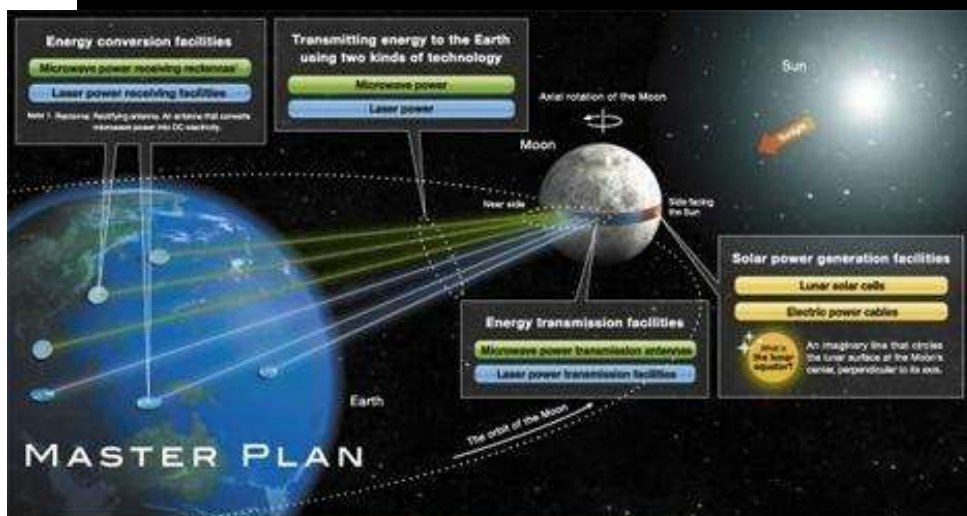 Energy conversion facilities
Microwave power receiving rectennas¹
Laser power receiving facilities
Note 1: Rectenna: Rectifying antenna. An antenna that converts
microwave power into DC electricity.
Transmitting energy to the Earth
using two kinds of technology
Microwave power
Laser power
Axial rotation of the Moon
Moon
Sun
Sunlight
Near side
Side facing
the Sun
Solar power generation facilities
Lunar solar cells
Electric power cables
What is
the lunar
equator?
An imaginary line that circles
the lunar surface at the Moon's
center, perpendicular to its axis.
Energy transmission facilities
Microwave power transmission antennas
Laser power transmission facilities
Earth
The orbit of the Moon
MASTER PLAN